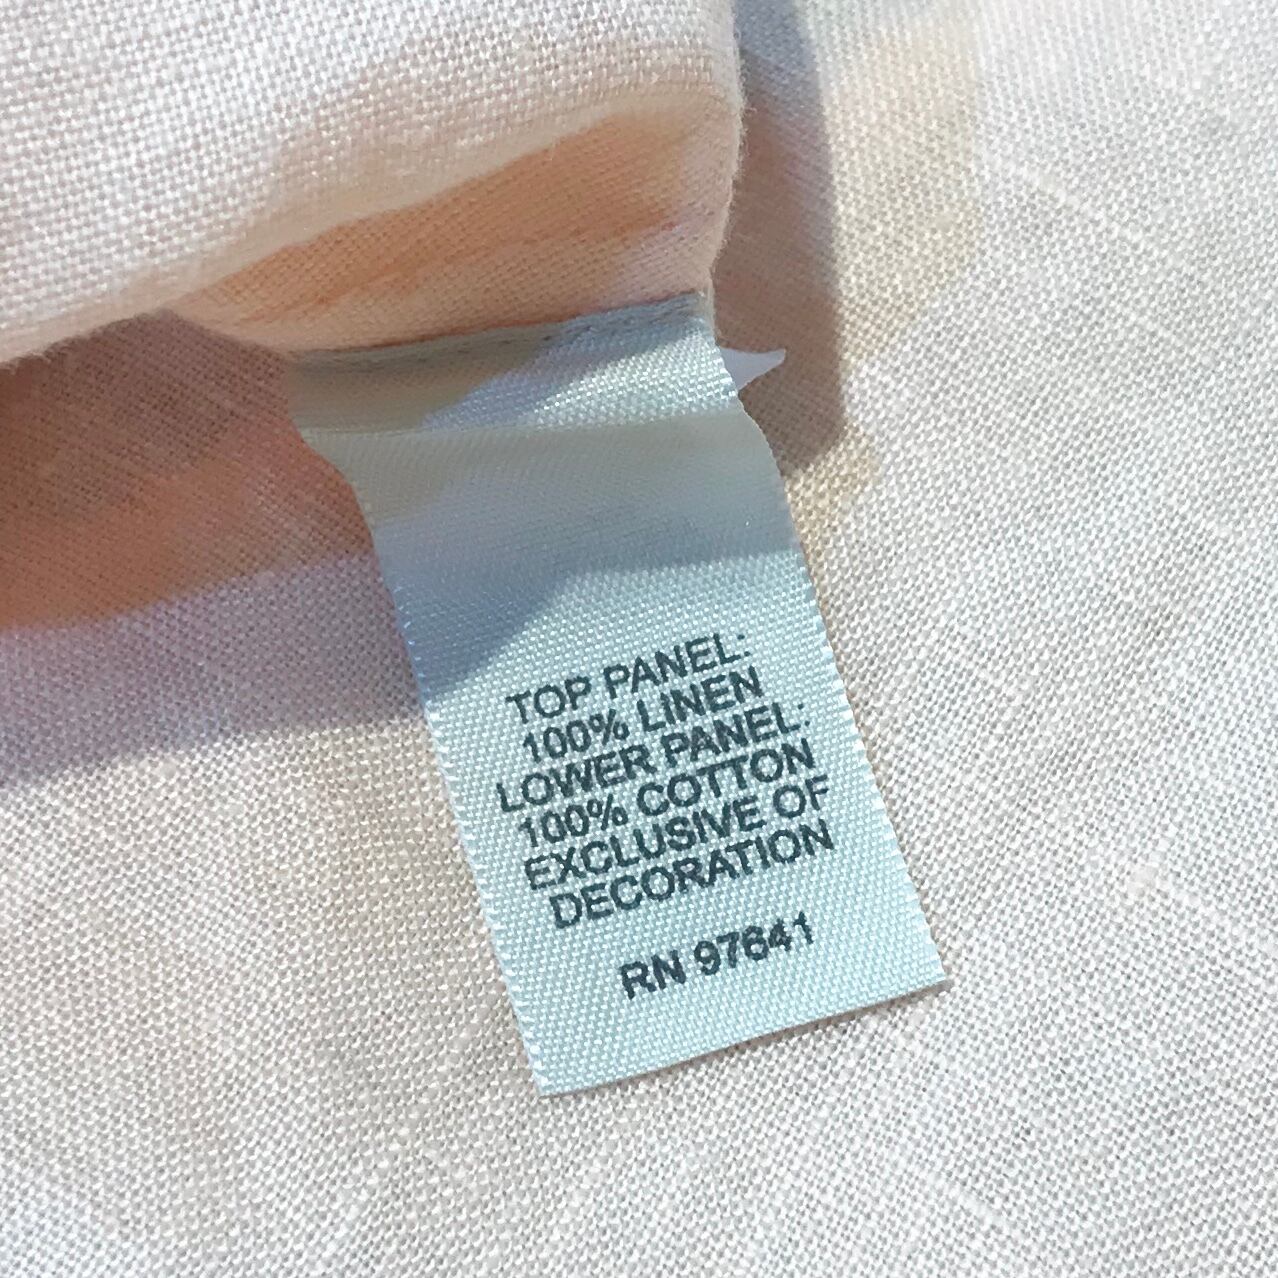 TOP PANEL:
100% LINEN
LOWER PANEL:
100% COTTON
EXCLUSIVE OF
DECORATION
RN 97641